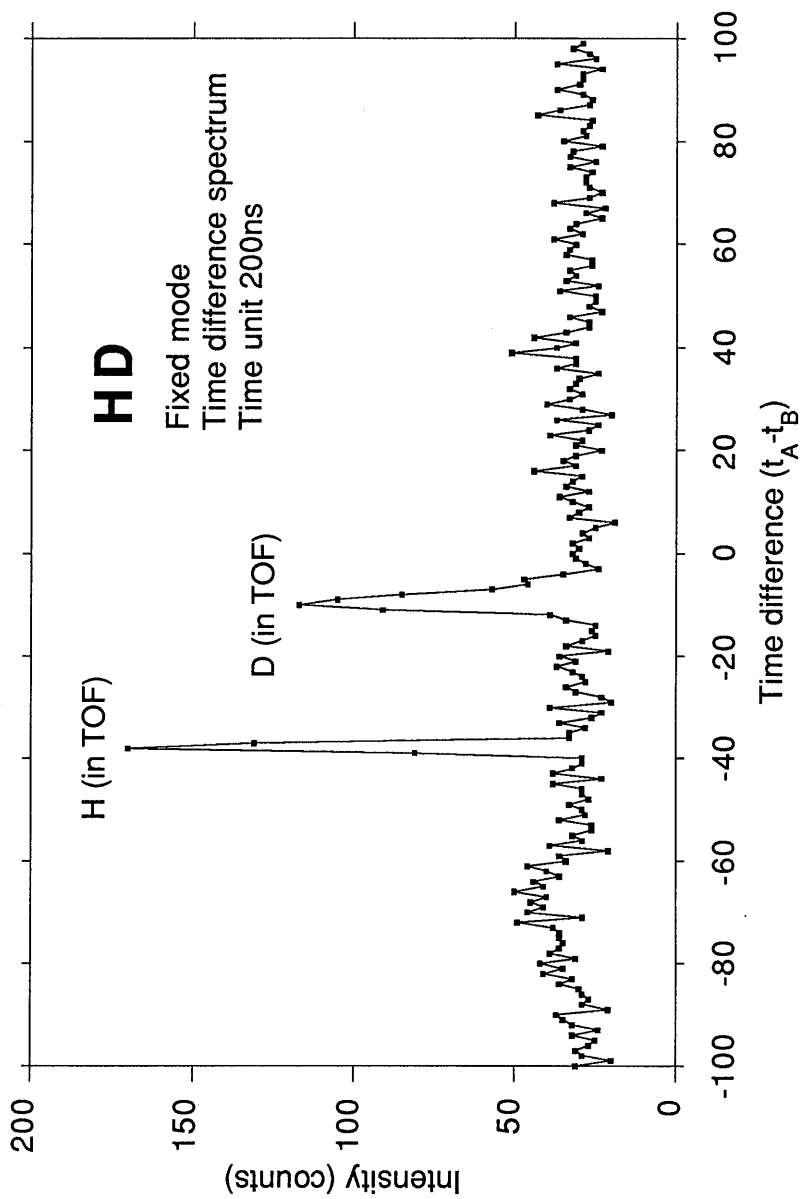 H D
Fixed mode
Time difference spectrum
Time unit 200ns
H (in TOF)
D (in TOF)
Intensity (counts)
200
150
100
50
0
-100 -80 -60 -40 -20 0 20 40 60 80 100
Time difference (t_A-t_B)